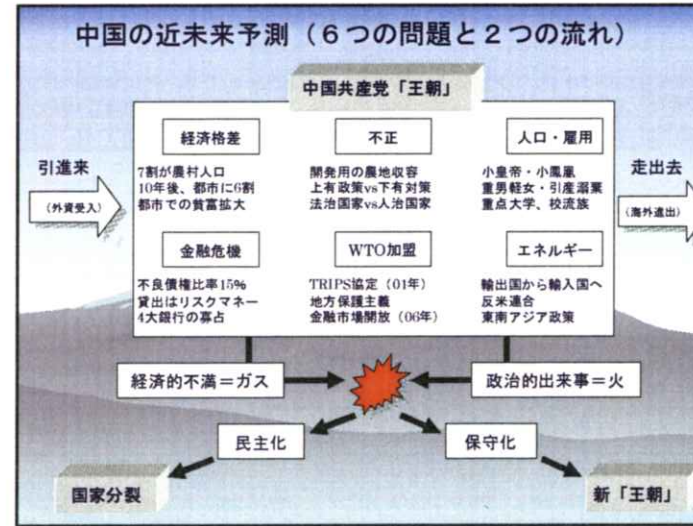 中国の近未来予測（６つの問題と２つの流れ）
中国共産党「王朝」
引進来
（外資受入）
経済格差
7割が農村人口
10年後、都市に6割
都市での貧富拡大
不正
開発用の農地収容
上有政策vs下有対策
法治国家vs人治国家
人口・雇用
小皇帝・小鳳凰
重男軽女・引産溺棄
重点大学、校流族
走出去
（海外進出）
金融危機
不良債権比率15%
貸出はリスクマネー
4大銀行の寡占
WTO加盟
TRIPS協定（01年）
地方保護主義
金融市場開放（06年）
エネルギー
輸出国から輸入国へ
反米連合
東南アジア政策
経済的不満＝ガス
政治的出来事＝火
民主化
保守化
国家分裂
新「王朝」